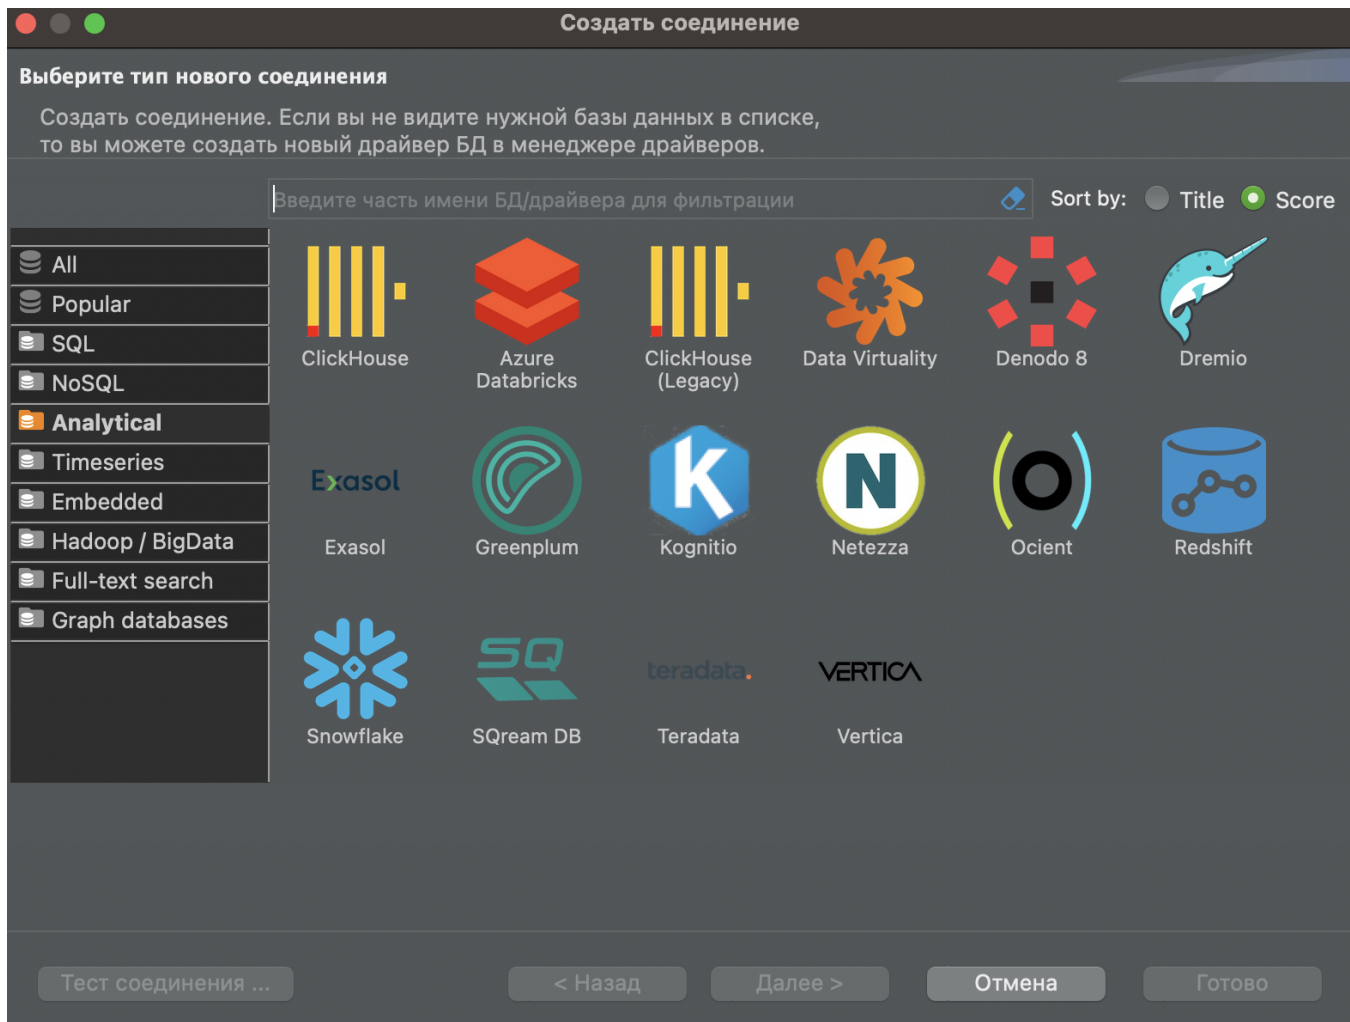 Создать соединение
Выберите тип нового соединения
Создать соединение. Если вы не видите нужной базы данных в списке,
то вы можете создать новый драйвер БД в менеджере драйверов.
Введите часть имени БД/драйвера для фильтрации
Sort by:
Title
Score
All
Popular
SQL
NoSQL
Analytical
Timeseries
Embedded
Hadoop / BigData
Full-text search
Graph databases
ClickHouse
Azure
Databricks
ClickHouse
(Legacy)
Data Virtuality
Denodo 8
Dremio
Exasol
Exasol
Greenplum
K
Kognitio
N
Netezza
Ocient
Redshift
Snowflake
SQ
SQream DB
teradata.
Teradata
VERTICA
Vertica
Тест соединения ...
< Назад
Далее >
Отмена
Готово